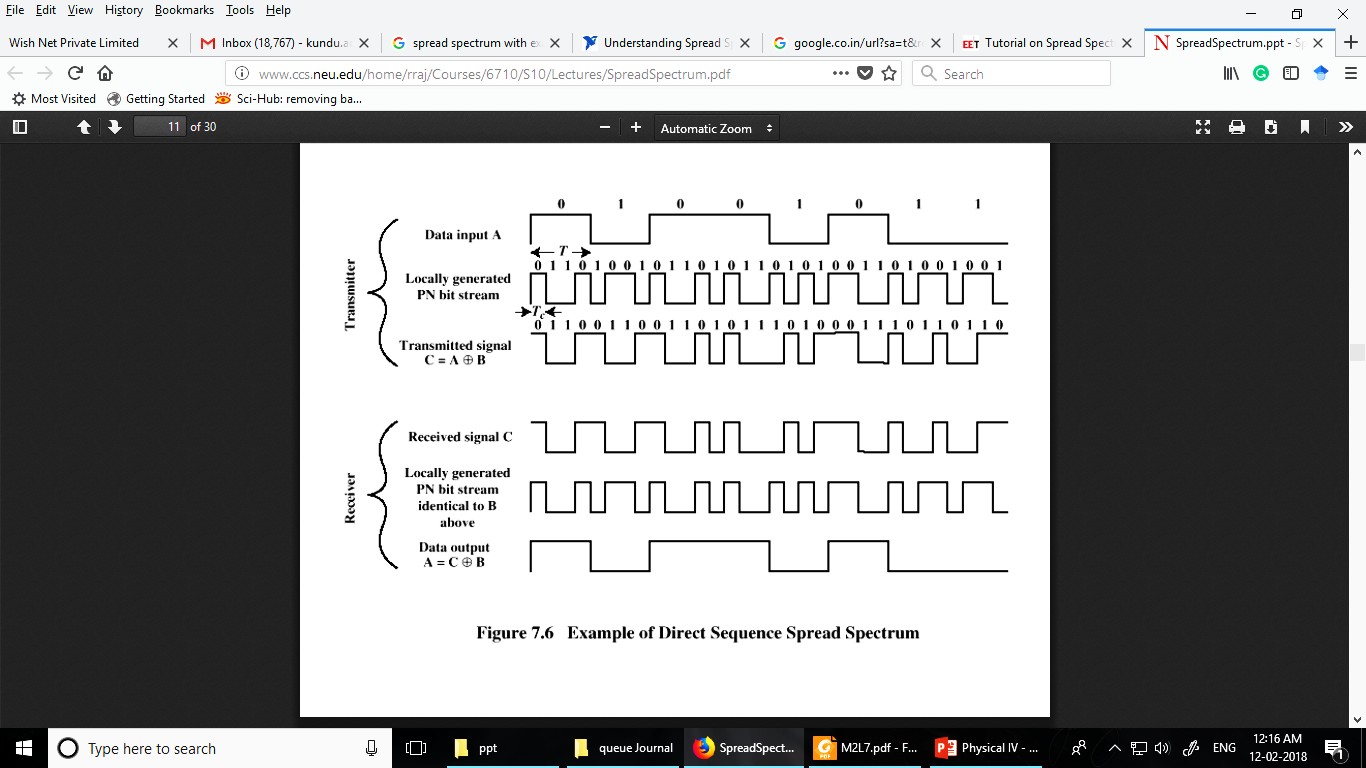 File Edit View History Bookmarks Tools Help
Wish Net Private Limited Inbox (18,767) - kundu.a spread spectrum with ex Understanding Spread S google.co.in/url?sa=t& Tutorial on Spread Spect SpreadSpectrum.ppt - Sp
www.ccs.neu.edu/home/rraj/Courses/6710/S10/Lectures/SpreadSpectrum.pdf Search
Most Visited Getting Started Sci-Hub: removing ba...
11 of 30 Automatic Zoom
0 1 0 0 1 0 1 1
Data input A
T
0 1 1 0 1 0 0 1 0 1 1 0 1 0 1 1 0 1 0 1 0 0 1 1 0 1 0 0 1 0 0 1
Locally generated
PN bit stream
Tc
0 1 1 0 0 1 1 0 0 1 1 0 1 0 1 1 1 0 1 0 0 0 1 1 1 0 1 1 0 1 1 0
Transmitted signal
C = A ⊕ B
Transmitter
Received signal C
Locally generated
PN bit stream
identical to B
above
Data output
A = C ⊕ B
Receiver
Figure 7.6 Example of Direct Sequence Spread Spectrum
Type here to search ppt queue Journal SpreadSpect... M2L7.pdf - F... Physical IV - ... ENG 12:16 AM
12-02-2018